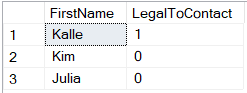 FirstName LegalToContact
1 Kalle 1
2 Kim 0
3 Julia 0